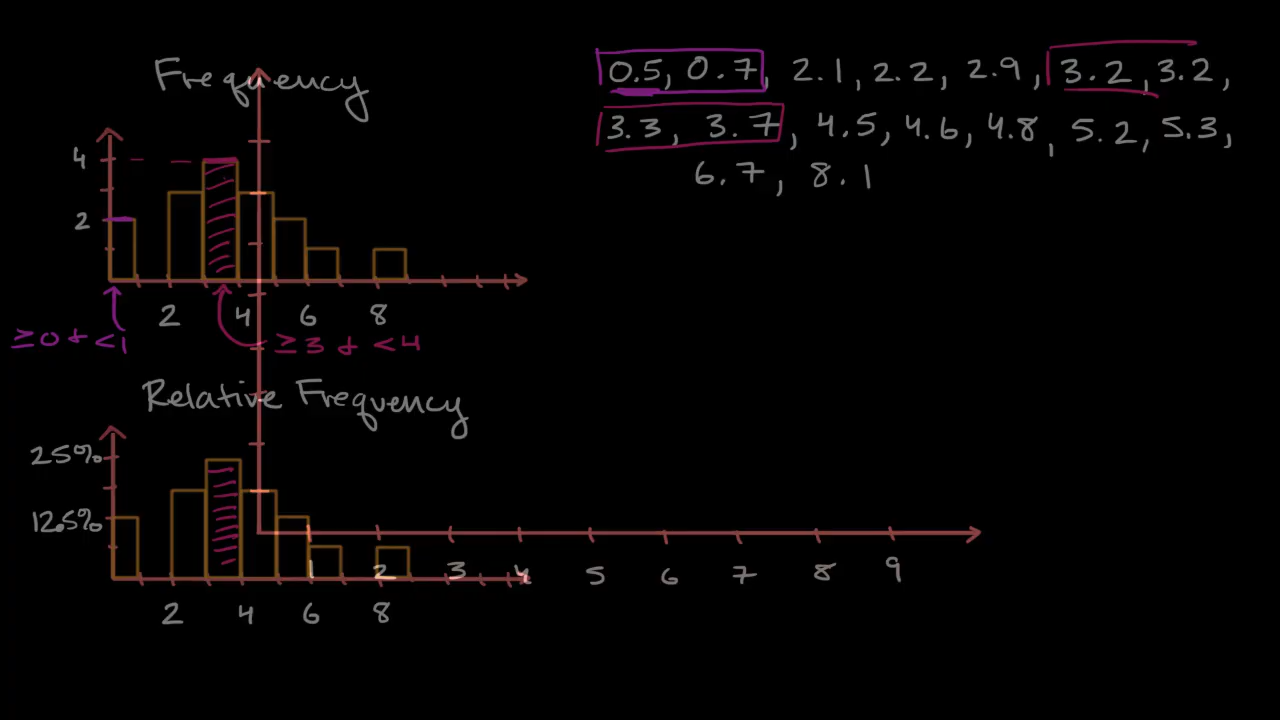 Frequency
0.5, 0.7, 2.1, 2.2, 2.9, 3.2, 3.2,
3.3, 3.7, 4.5, 4.6, 4.8, 5.2, 5.3,
6.7, 8.1
4
2
2 4 6 8
≥0 + <1
≥3 + <4
Relative Frequency
25%
12.5%
1 2 3 4 5 6 7 8 9
2 4 6 8